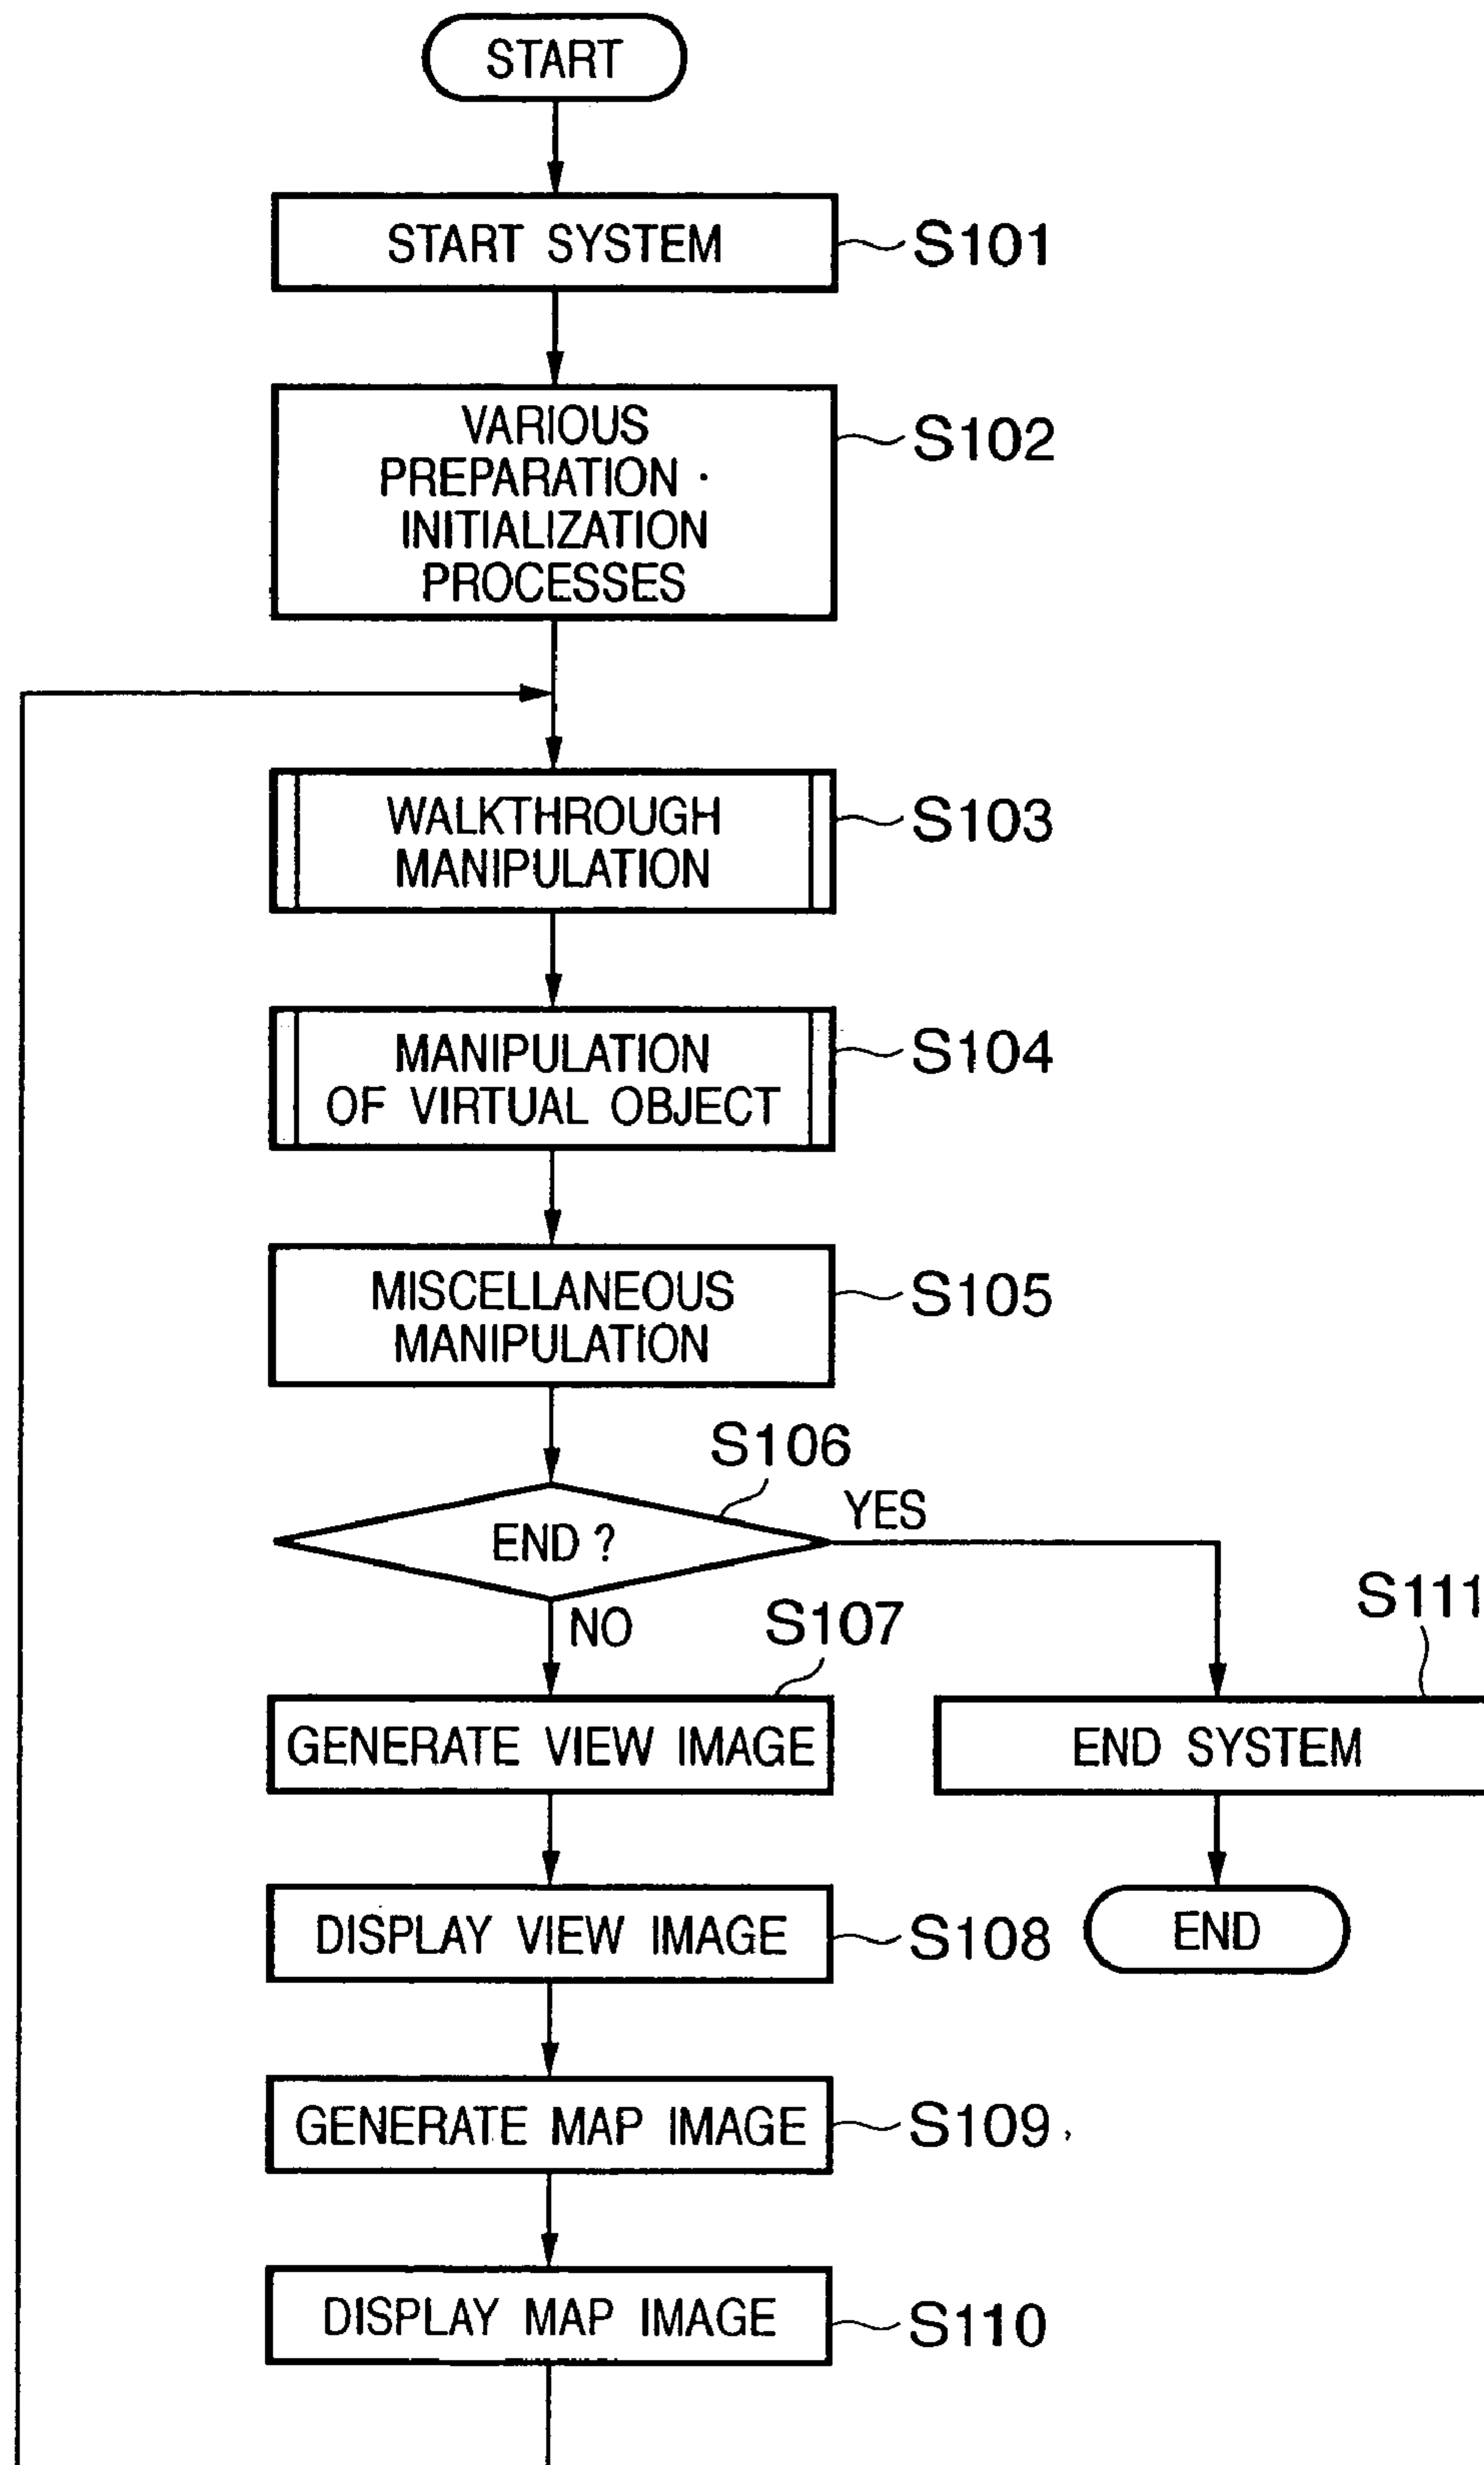 START
START SYSTEM
S101
VARIOUS
PREPARATION ·
INITIALIZATION
PROCESSES
S102
WALKTHROUGH
MANIPULATION
S103
MANIPULATION
OF VIRTUAL OBJECT
S104
MISCELLANEOUS
MANIPULATION
S105
S106
END ?
YES
NO
S107
S111
GENERATE VIEW IMAGE
END SYSTEM
DISPLAY VIEW IMAGE
S108
END
GENERATE MAP IMAGE
S109
DISPLAY MAP IMAGE
S110